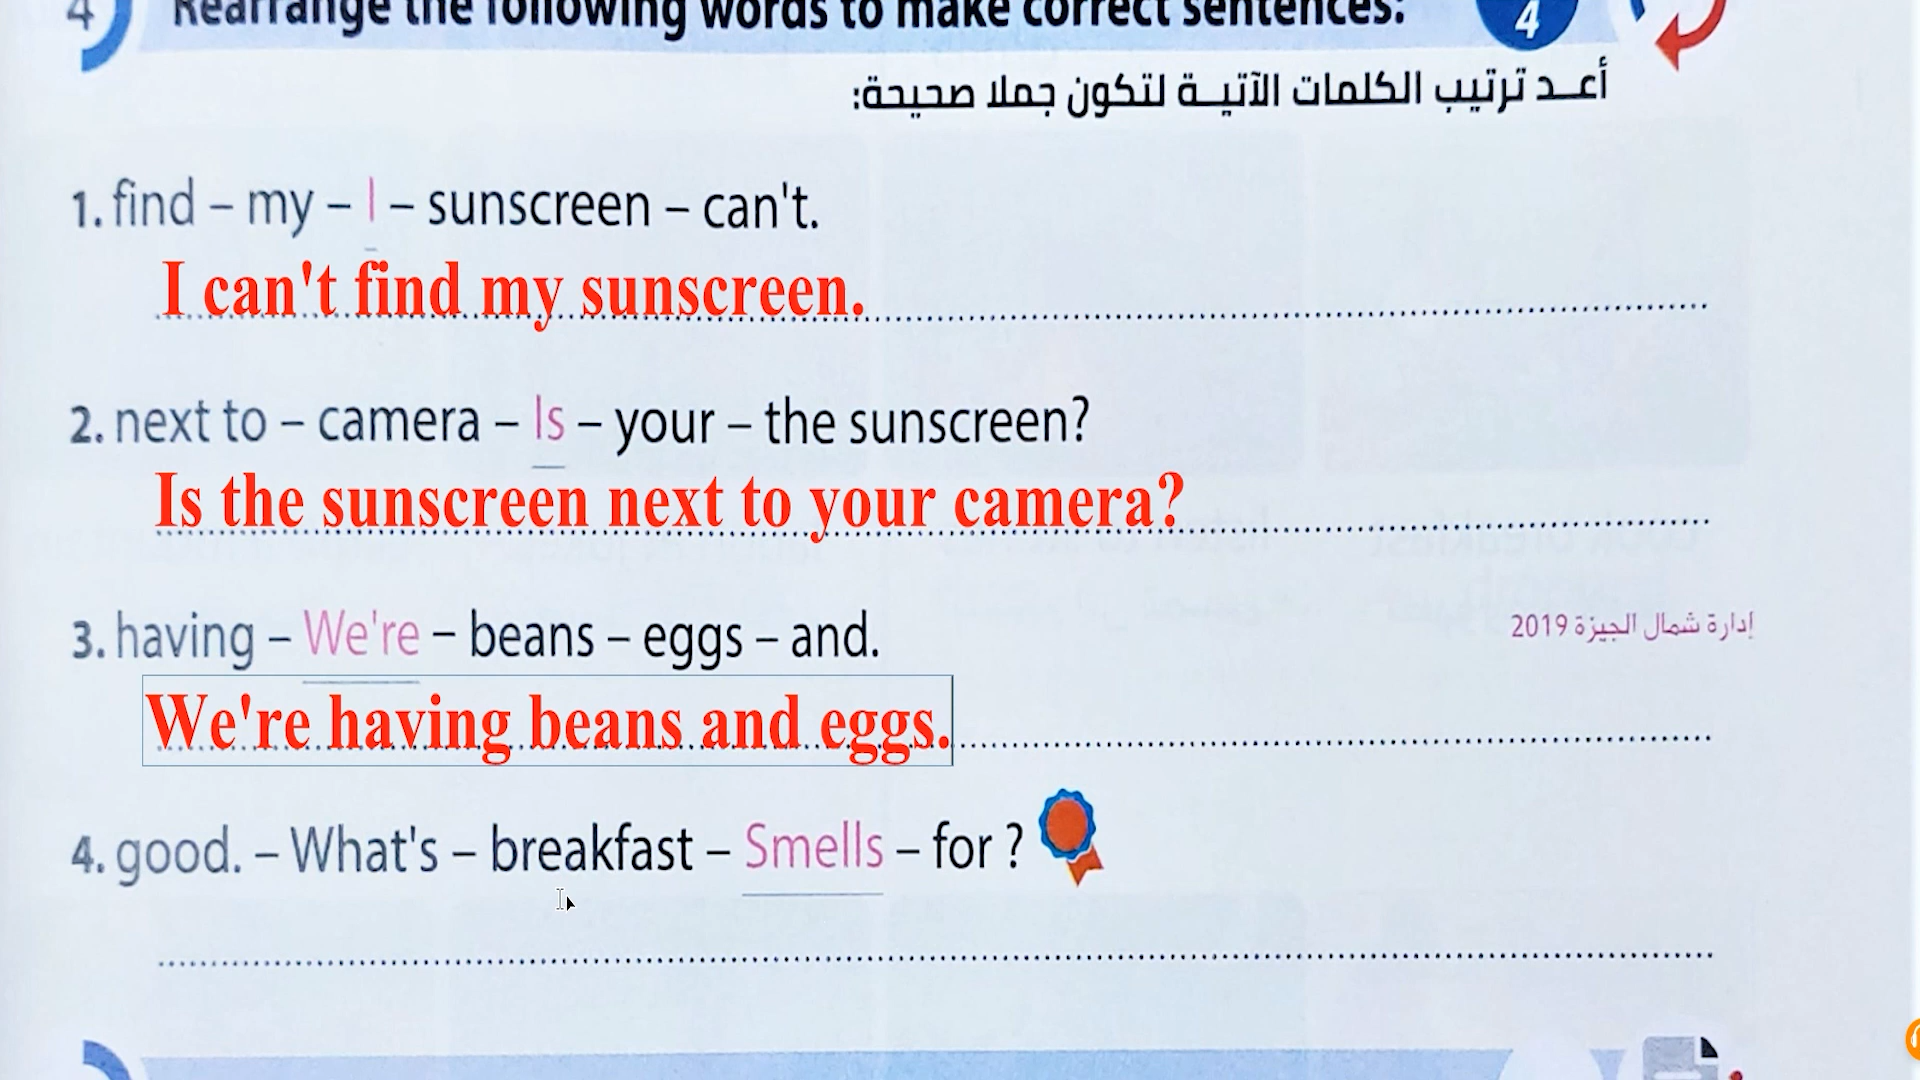 4 Rearrange the following words to make correct sentences: 4
أعد ترتيب الكلمات الآتية لتكون جملا صحيحة:
1. find – my – I – sunscreen – can't.
I can't find my sunscreen.
2. next to – camera – Is – your – the sunscreen?
Is the sunscreen next to your camera?
3. having – We're – beans – eggs – and.
إدارة شمال الجيزة 2019
We're having beans and eggs.
4. good. – What's – breakfast – Smells – for ?